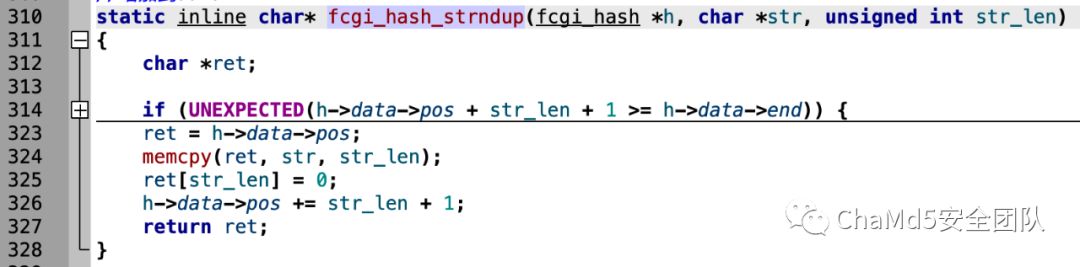 310 static inline char* fcgi_hash_strndup(fcgi_hash *h, char *str, unsigned int str_len)
311 {
312     char *ret;
313
314     if (UNEXPECTED(h->data->pos + str_len + 1 >= h->data->end)) {
323     ret = h->data->pos;
324     memcpy(ret, str, str_len);
325     ret[str_len] = 0;
326     h->data->pos += str_len + 1;
327     return ret;
328 }
ChaMd5安全团队